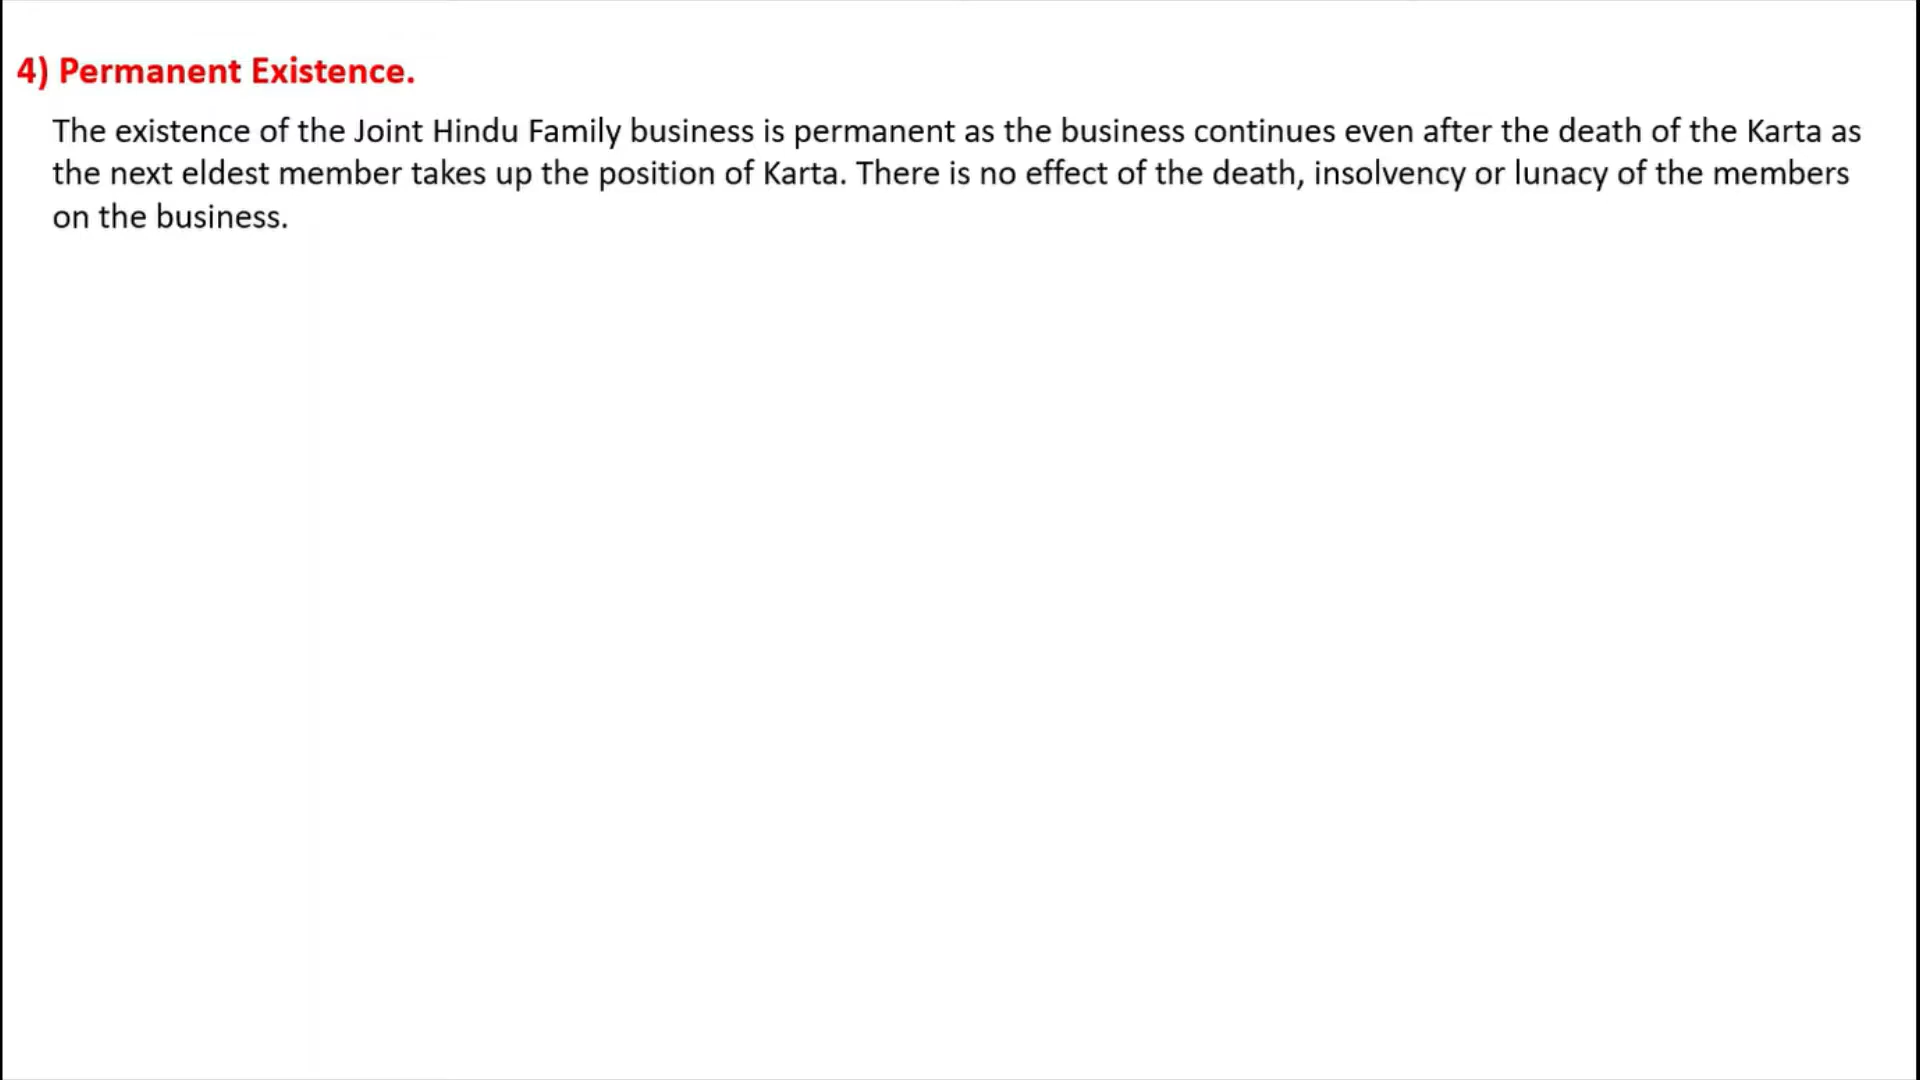 4) Permanent Existence.
The existence of the Joint Hindu Family business is permanent as the business continues even after the death of the Karta as
the next eldest member takes up the position of Karta. There is no effect of the death, insolvency or lunacy of the members
on the business.